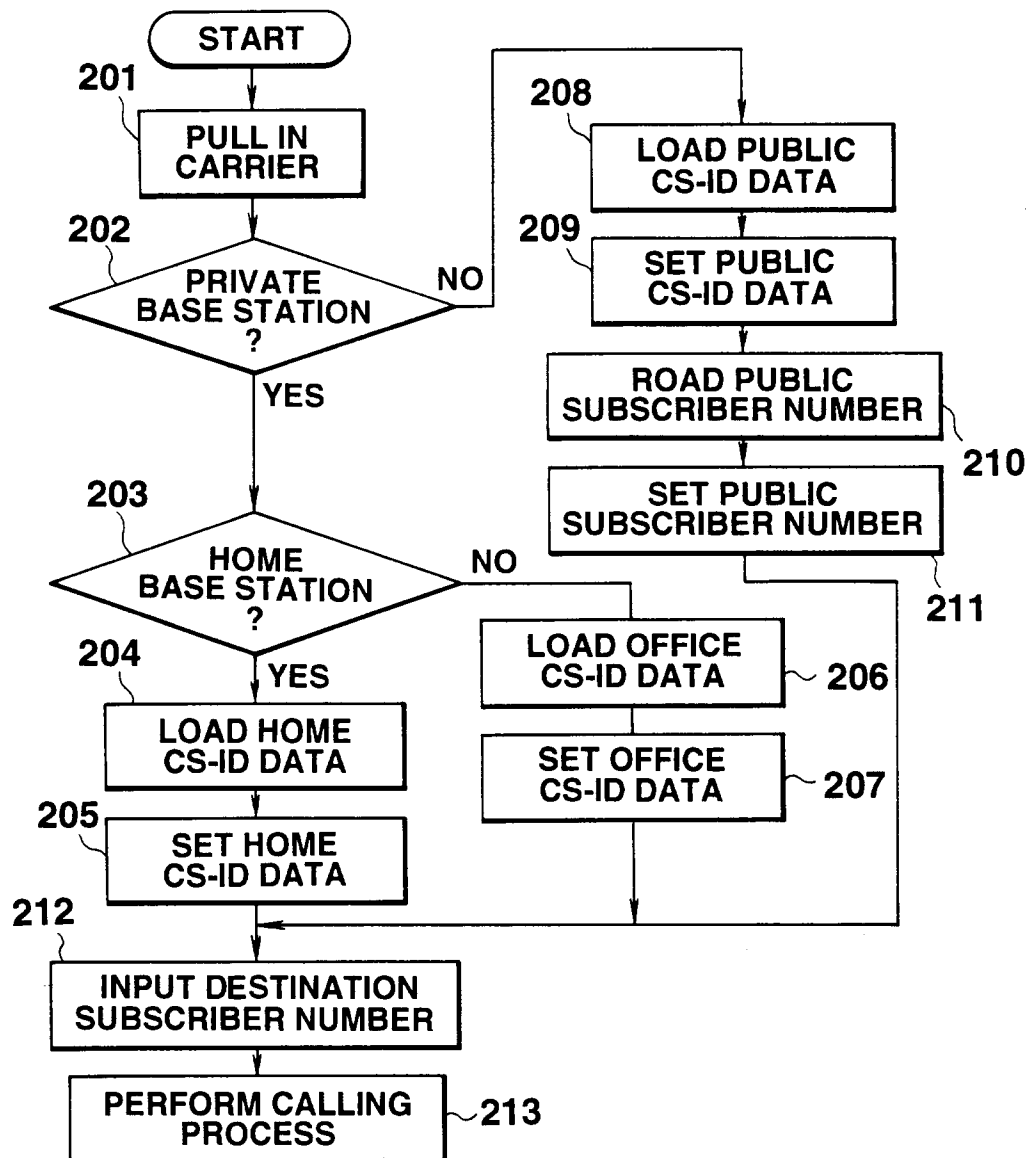 START
201
PULL IN
CARRIER
202
PRIVATE
BASE STATION
?
NO
YES
208
LOAD PUBLIC
CS-ID DATA
209
SET PUBLIC
CS-ID DATA
ROAD PUBLIC
SUBSCRIBER NUMBER
210
SET PUBLIC
SUBSCRIBER NUMBER
211
203
HOME
BASE STATION
?
NO
YES
204
LOAD HOME
CS-ID DATA
205
SET HOME
CS-ID DATA
LOAD OFFICE
CS-ID DATA
206
SET OFFICE
CS-ID DATA
207
212
INPUT DESTINATION
SUBSCRIBER NUMBER
PERFORM CALLING
PROCESS
213